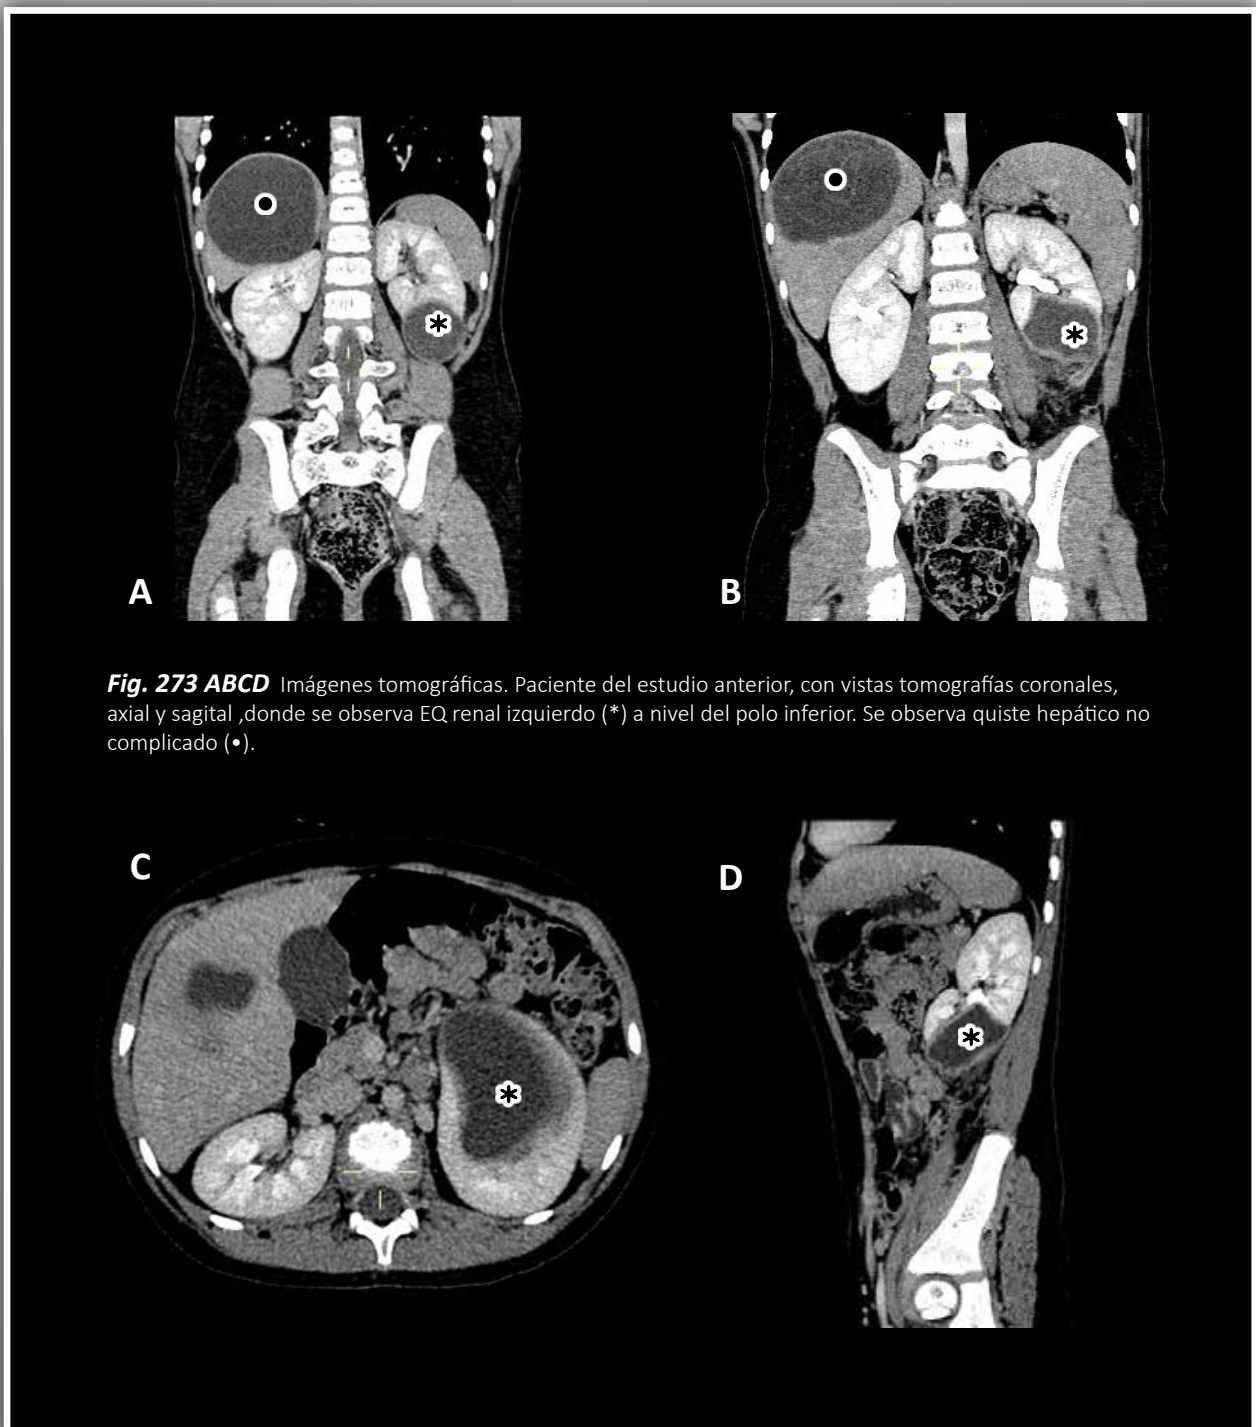 A
B
Fig. 273 ABCD Imágenes tomográficas. Paciente del estudio anterior, con vistas tomografías coronales,
axial y sagital ,donde se observa EQ renal izquierdo (*) a nivel del polo inferior. Se observa quiste hepático no
complicado (•).
C
D